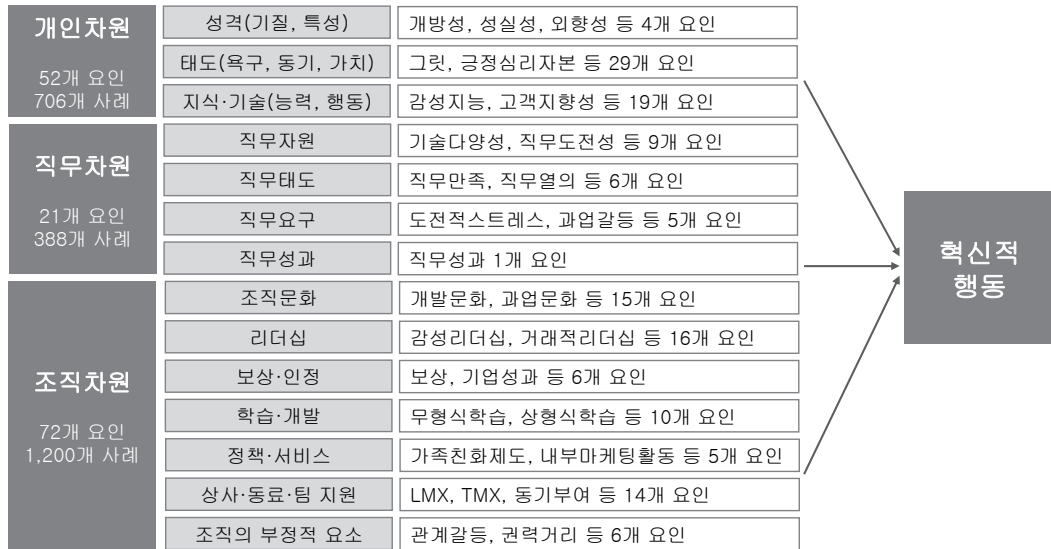 개인차원
52개 요인
706개 사례
성격(기질, 특성)
개방성, 성실성, 외향성 등 4개 요인
태도(욕구, 동기, 가치)
그릿, 긍정심리자본 등 29개 요인
지식·기술(능력, 행동)
감성지능, 고객지향성 등 19개 요인
직무차원
21개 요인
388개 사례
직무자원
기술다양성, 직무도전성 등 9개 요인
직무태도
직무만족, 직무열의 등 6개 요인
직무요구
도전적스트레스, 과업갈등 등 5개 요인
직무성과
직무성과 1개 요인
조직차원
72개 요인
1,200개 사례
조직문화
개발문화, 과업문화 등 15개 요인
리더십
감성리더십, 거래적리더십 등 16개 요인
보상·인정
보상, 기업성과 등 6개 요인
학습·개발
무형식학습, 상형식학습 등 10개 요인
정책·서비스
가족친화제도, 내부마케팅활동 등 5개 요인
상사·동료·팀 지원
LMX, TMX, 동기부여 등 14개 요인
조직의 부정적 요소
관계갈등, 권력거리 등 6개 요인
혁신적
행동